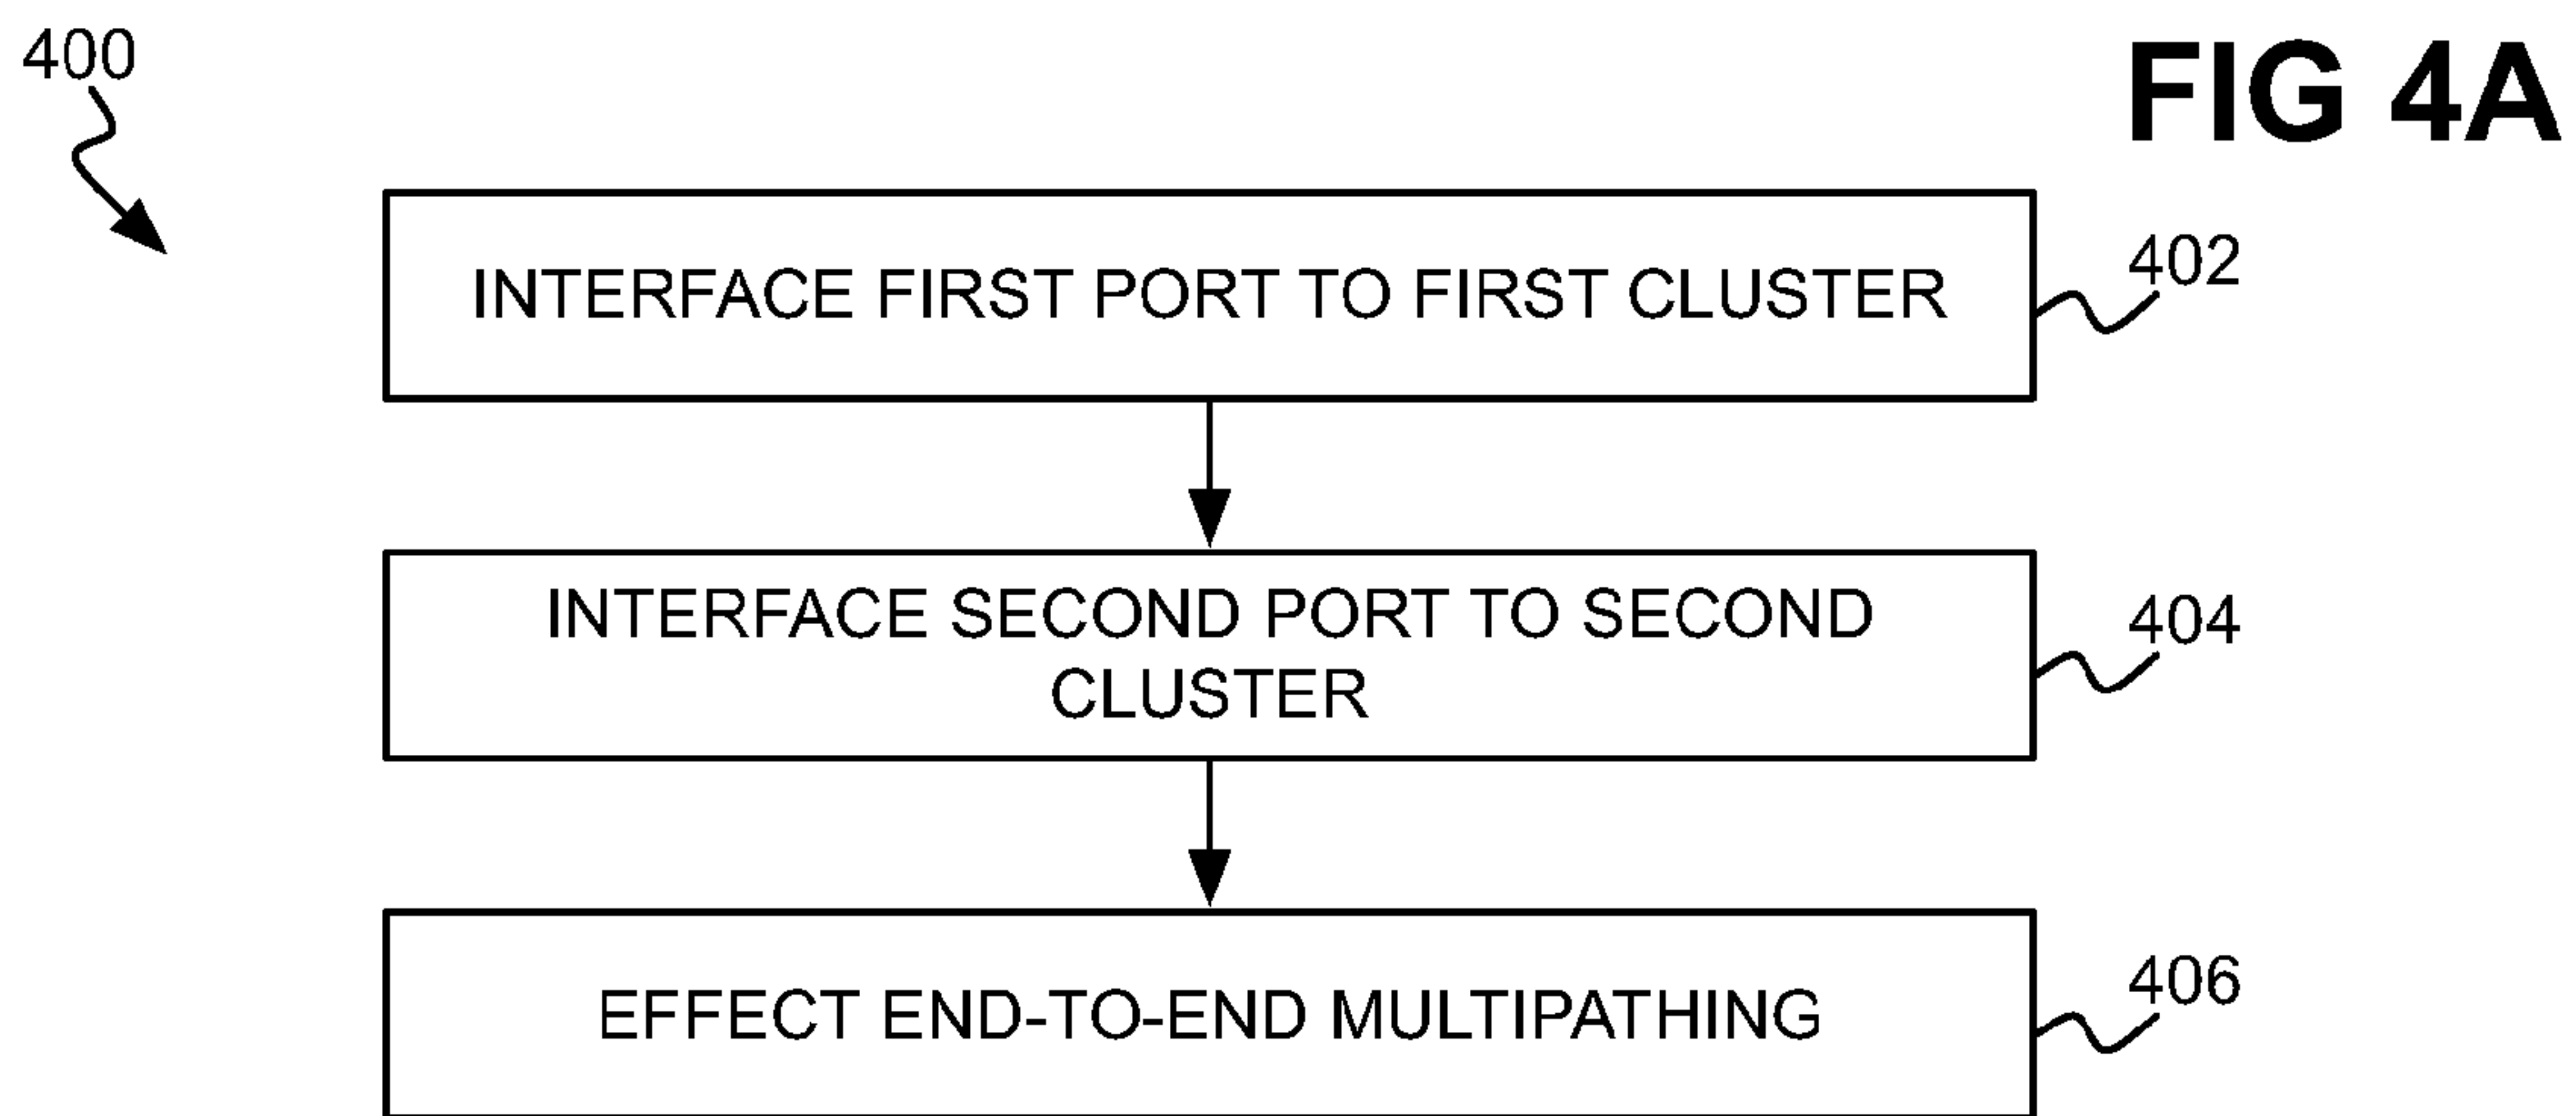 400
FIG 4A
INTERFACE FIRST PORT TO FIRST CLUSTER
402
INTERFACE SECOND PORT TO SECOND
CLUSTER
404
EFFECT END-TO-END MULTIPATHING
406